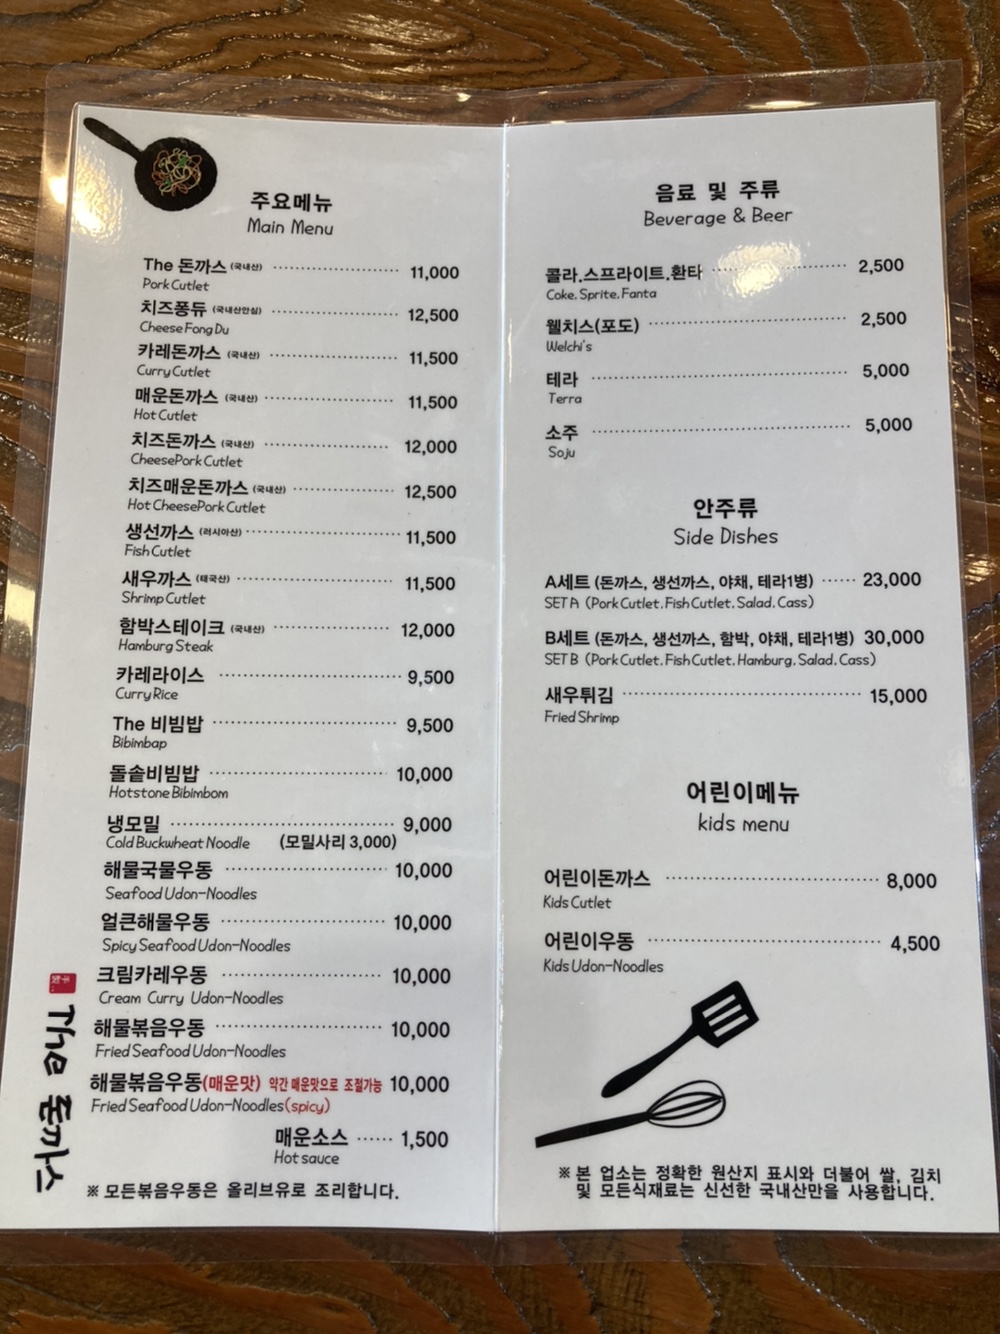 주요메뉴
Main Menu
The 돈까스 (국내산) 11,000
Pork Cutlet
치즈퐁듀 (국내산안심) 12,500
Cheese Fong Du
카레돈까스 (국내산) 11,500
Curry Cutlet
매운돈까스 (국내산) 11,500
Hot Cutlet
치즈돈까스 (국내산) 12,000
CheesePork Cutlet
치즈매운돈까스 (국내산) 12,500
Hot CheesePork Cutlet
생선까스 (러시아산) 11,500
Fish Cutlet
새우까스 (태국산) 11,500
Shrimp Cutlet
함박스테이크 (국내산) 12,000
Hamburg Steak
카레라이스 9,500
Curry Rice
The 비빔밥 9,500
Bibimbap
돌솥비빔밥 10,000
Hotstone Bibimbom
냉모밀 9,000
Cold Buckwheat Noodle (모밀사리 3,000)
해물국물우동 10,000
Seafood Udon-Noodles
얼큰해물우동 10,000
Spicy Seafood Udon-Noodles
크림카레우동 10,000
Cream Curry Udon-Noodles
해물볶음우동 10,000
Fried Seafood Udon-Noodles
해물볶음우동(매운맛) 약간 매운맛으로 조절가능 10,000
Fried Seafood Udon-Noodles(spicy)
매운소스 1,500
Hot sauce
※ 모든볶음우동은 올리브유로 조리합니다.
The 돈까스
음료 및 주류
Beverage & Beer
콜라.스프라이트.환타 2,500
Coke. Sprite. Fanta
웰치스(포도) 2,500
Welchi's
테라 5,000
Terra
소주 5,000
Soju
안주류
Side Dishes
A세트 (돈까스, 생선까스, 야채, 테라1병) 23,000
SET A (Pork Cutlet. Fish Cutlet. Salad. Cass)
B세트 (돈까스, 생선까스, 함박, 야채, 테라1병) 30,000
SET B (Pork Cutlet. Fish Cutlet. Hamburg. Salad. Cass)
새우튀김 15,000
Fried Shrimp
어린이메뉴
kids menu
어린이돈까스 8,000
Kids Cutlet
어린이우동 4,500
Kids Udon-Noodles
※ 본 업소는 정확한 원산지 표시와 더불어 쌀, 김치
및 모든식재료는 신선한 국내산만을 사용합니다.